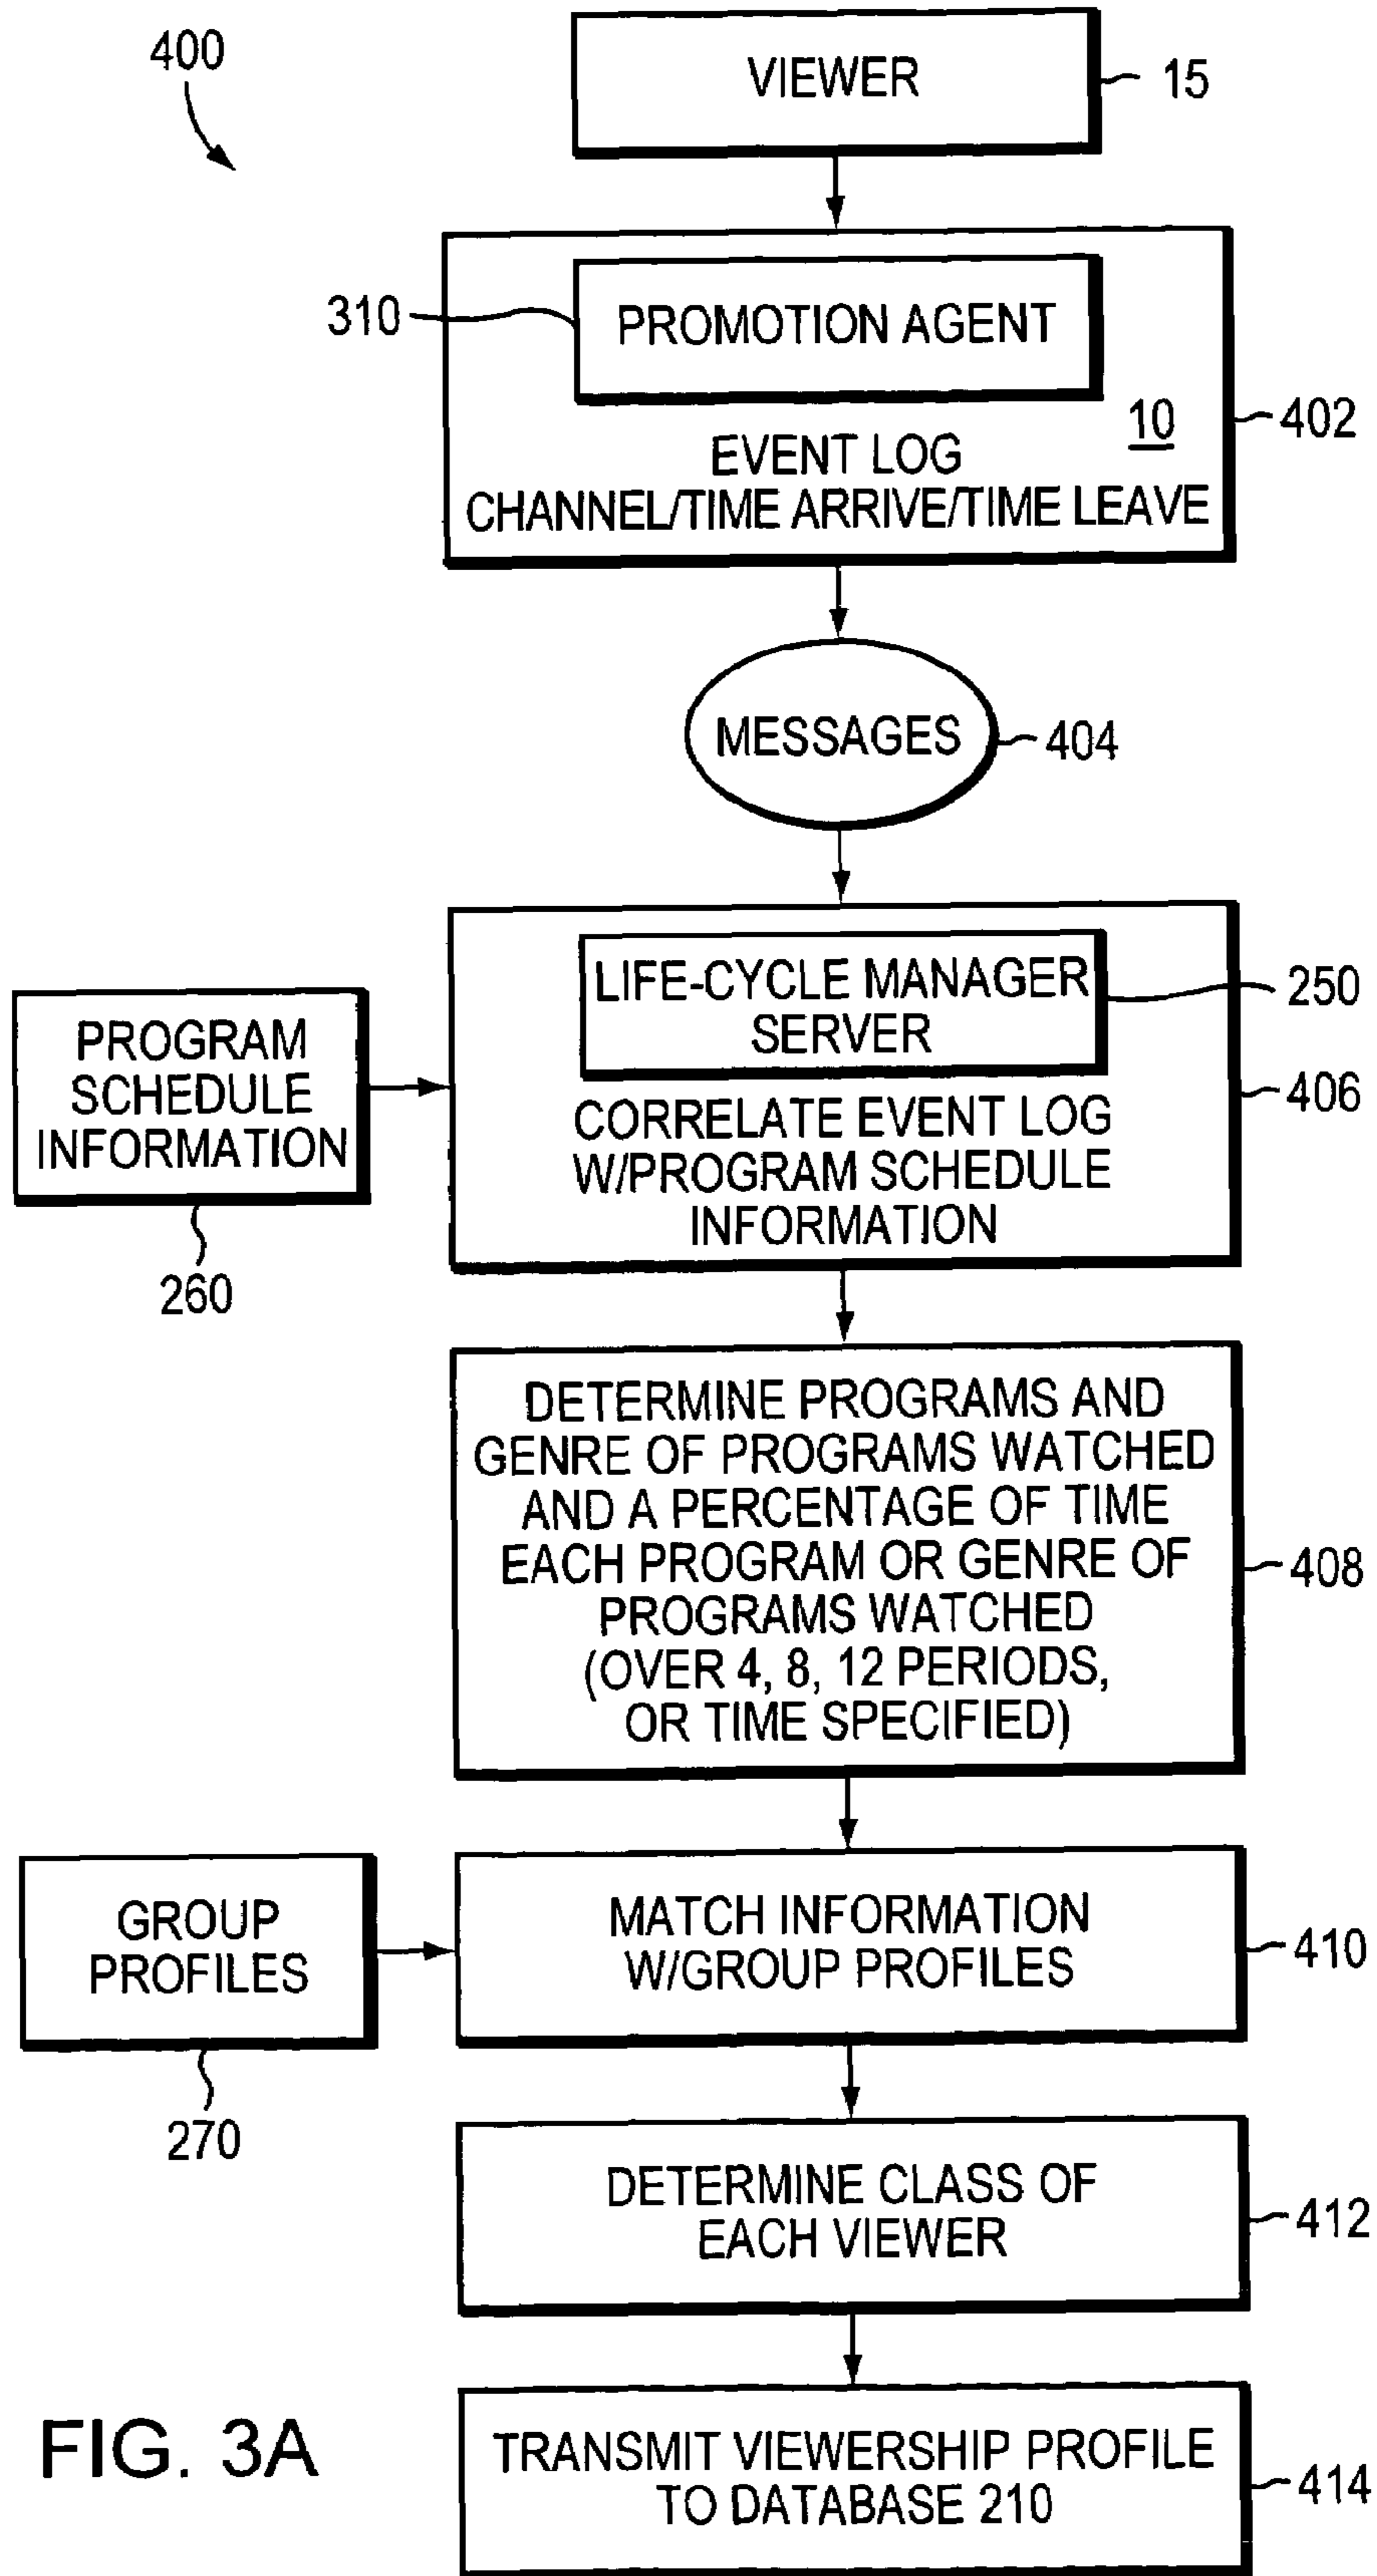 400
VIEWER
15
310
PROMOTION AGENT
10
402
EVENT LOG
CHANNEL/TIME ARRIVE/TIME LEAVE
MESSAGES
404
LIFE-CYCLE MANAGER
SERVER
250
PROGRAM
SCHEDULE
INFORMATION
260
406
CORRELATE EVENT LOG
W/PROGRAM SCHEDULE
INFORMATION
DETERMINE PROGRAMS AND
GENRE OF PROGRAMS WATCHED
AND A PERCENTAGE OF TIME
EACH PROGRAM OR GENRE OF
PROGRAMS WATCHED
(OVER 4, 8, 12 PERIODS,
OR TIME SPECIFIED)
408
GROUP
PROFILES
270
MATCH INFORMATION
W/GROUP PROFILES
410
DETERMINE CLASS OF
EACH VIEWER
412
TRANSMIT VIEWERSHIP PROFILE
TO DATABASE 210
414
FIG. 3A